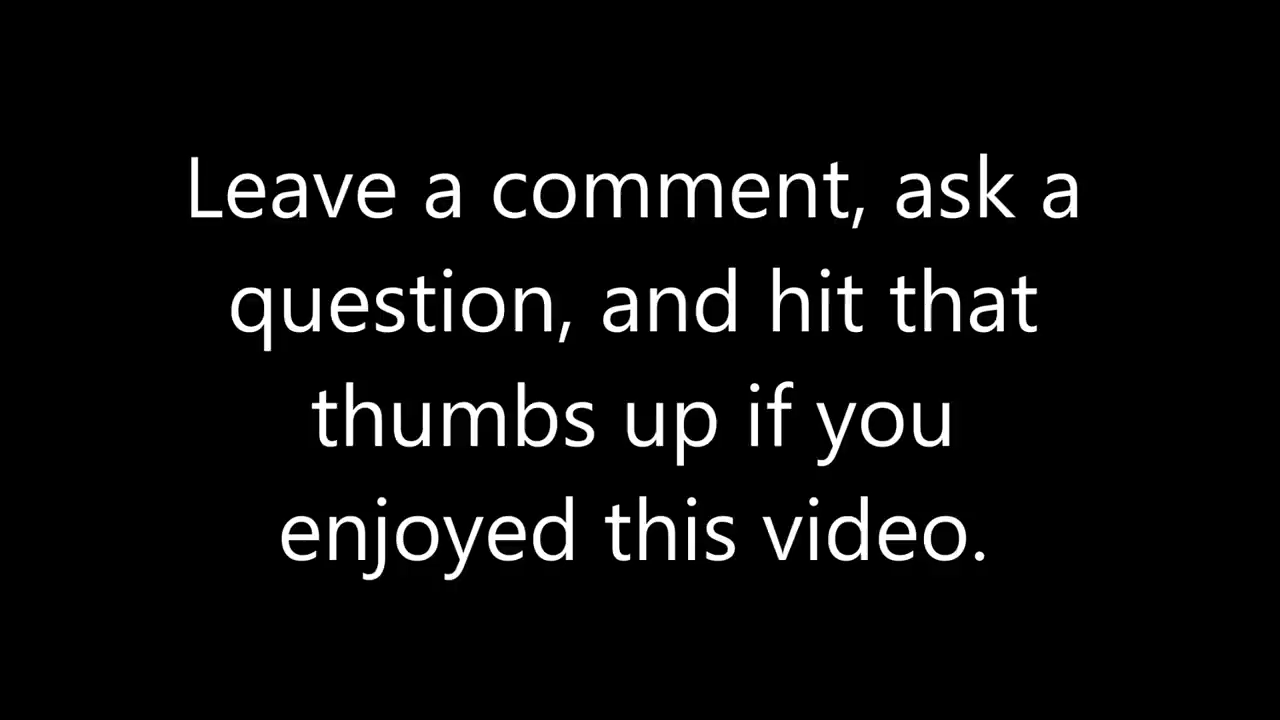 Leave a comment, ask a
question, and hit that
thumbs up if you
enjoyed this video.